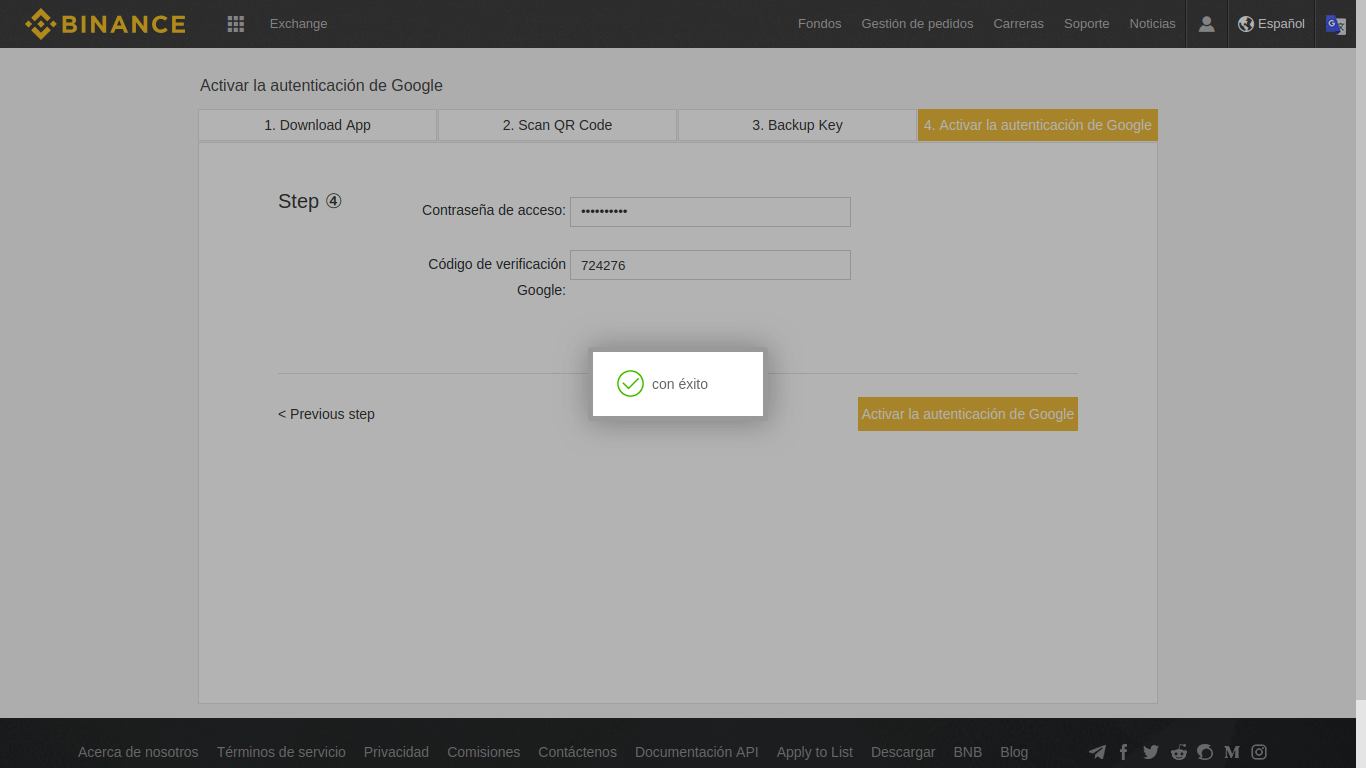 BINANCE
Exchange
Fondos
Gestión de pedidos
Carreras
Soporte
Noticias
Español
Activar la autenticación de Google
1. Download App
2. Scan QR Code
3. Backup Key
4. Activar la autenticación de Google
Step ④
Contraseña de acceso:
••••••••••
Código de verificación
Google:
724276
con éxito
< Previous step
Activar la autenticación de Google
Acerca de nosotros
Términos de servicio
Privacidad
Comisiones
Contáctenos
Documentación API
Apply to List
Descargar
BNB
Blog